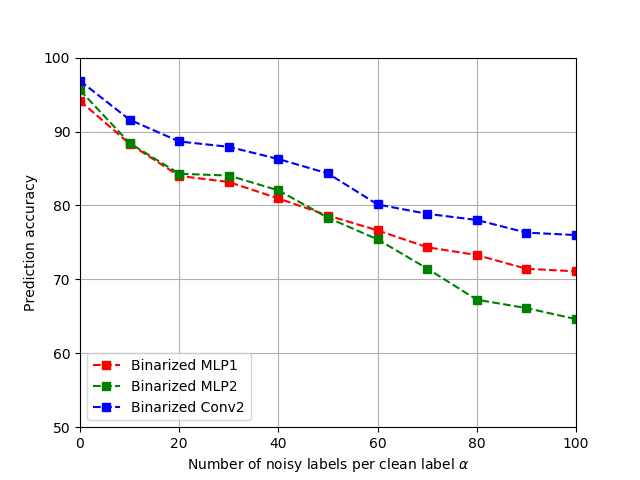 100
90
80
70
60
50
Prediction accuracy
Binarized MLP1
Binarized MLP2
Binarized Conv2
0 20 40 60 80 100
Number of noisy labels per clean label α